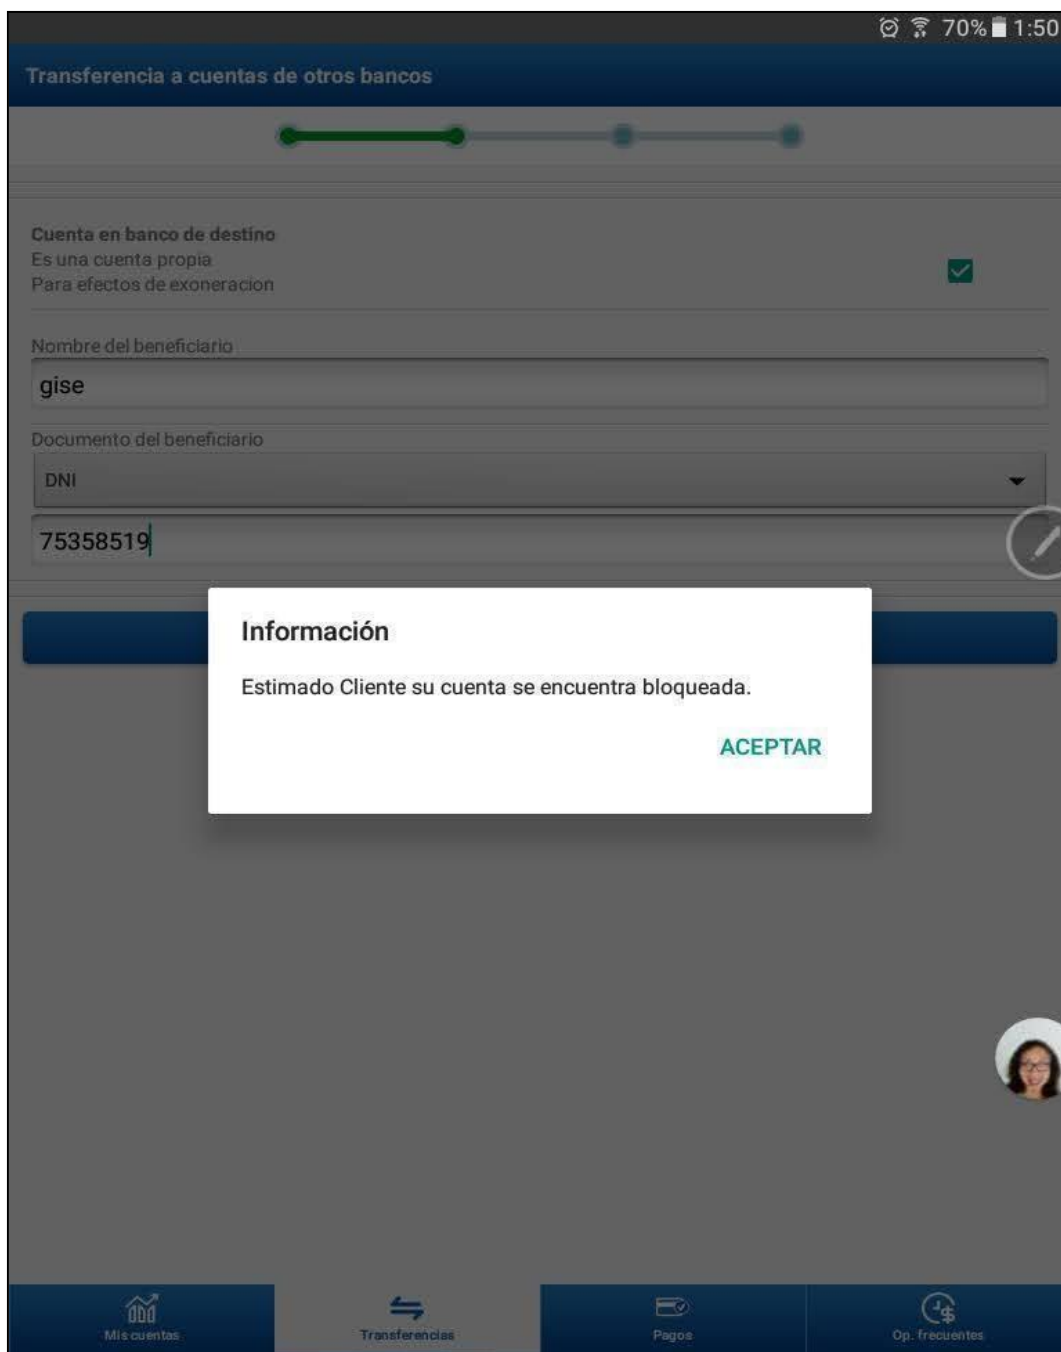 70% 1:50
Transferencia a cuentas de otros bancos
Cuenta en banco de destino
Es una cuenta propia
Para efectos de exoneracion
Nombre del beneficiario
gise
Documento del beneficiario
DNI
75358519
Información
Estimado Cliente su cuenta se encuentra bloqueada.
ACEPTAR
Mis cuentas
Transferencias
Pagos
Op. frecuentes